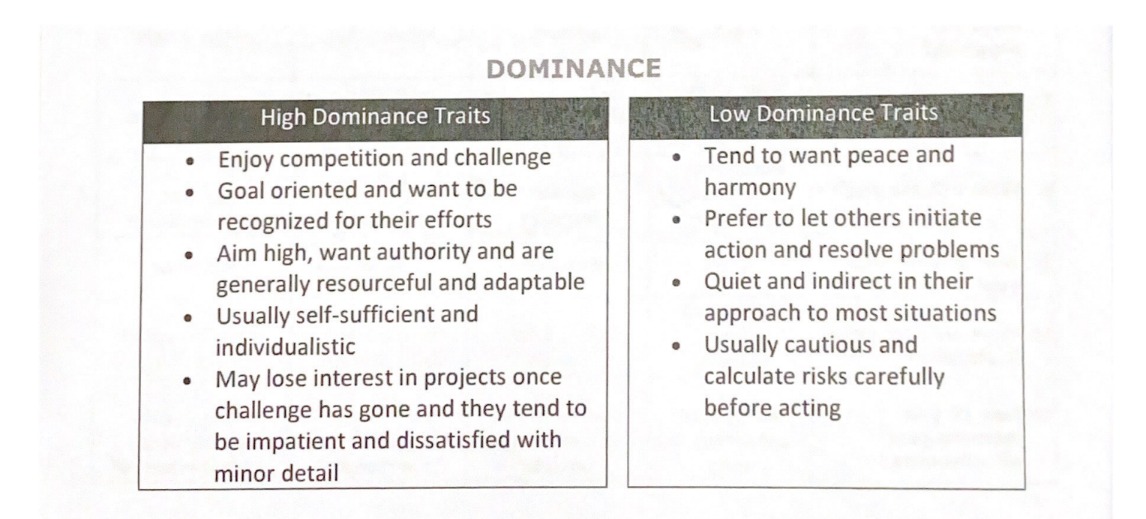 DOMINANCE
High Dominance Traits
• Enjoy competition and challenge
• Goal oriented and want to be
recognized for their efforts
• Aim high, want authority and are
generally resourceful and adaptable
• Usually self-sufficient and
individualistic
• May lose interest in projects once
challenge has gone and they tend to
be impatient and dissatisfied with
minor detail
Low Dominance Traits
• Tend to want peace and
harmony
• Prefer to let others initiate
action and resolve problems
• Quiet and indirect in their
approach to most situations
• Usually cautious and
calculate risks carefully
before acting